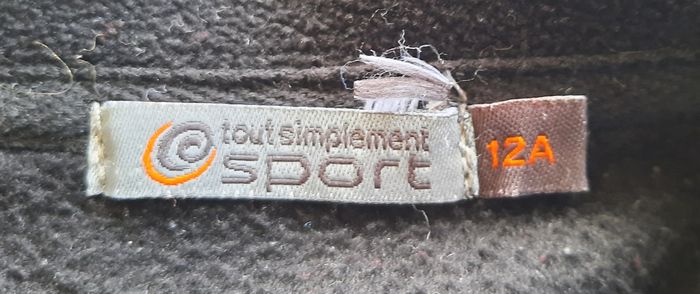 tout simplement
sport
12A